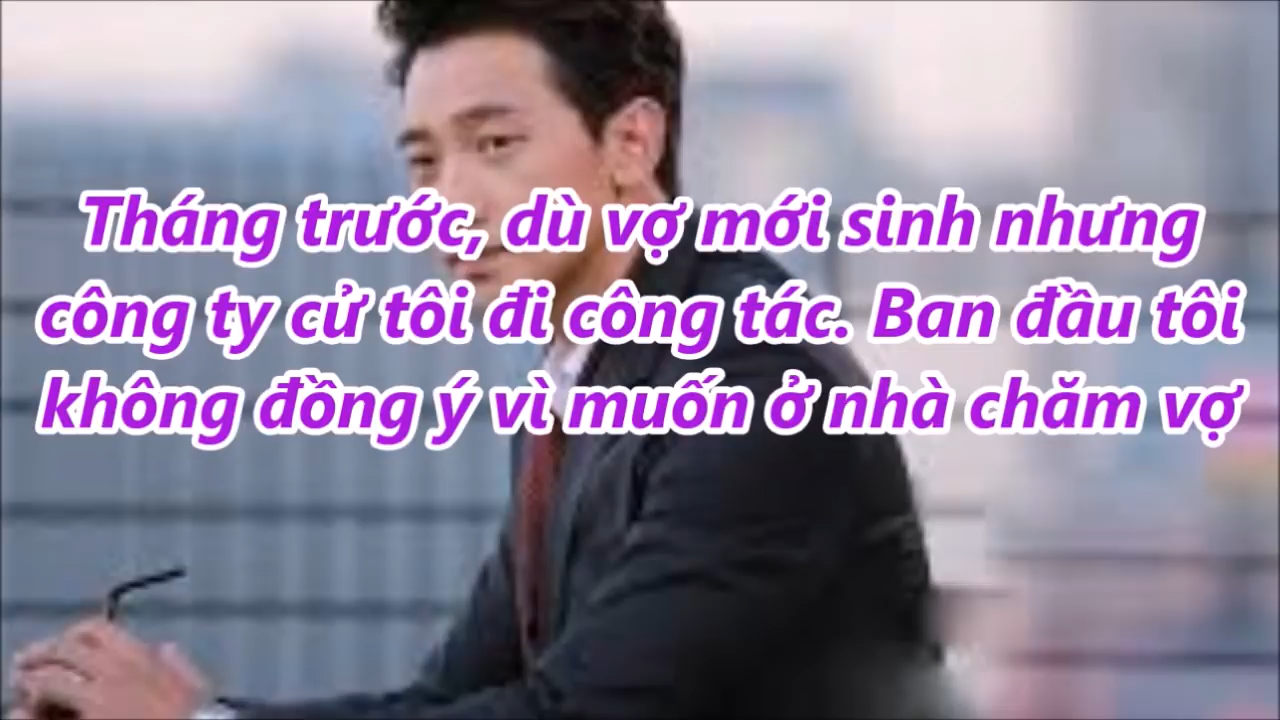 Tháng trước, dù vợ mới sinh nhưng
công ty cử tôi đi công tác. Ban đầu tôi
không đồng ý vì muốn ở nhà chăm vợ